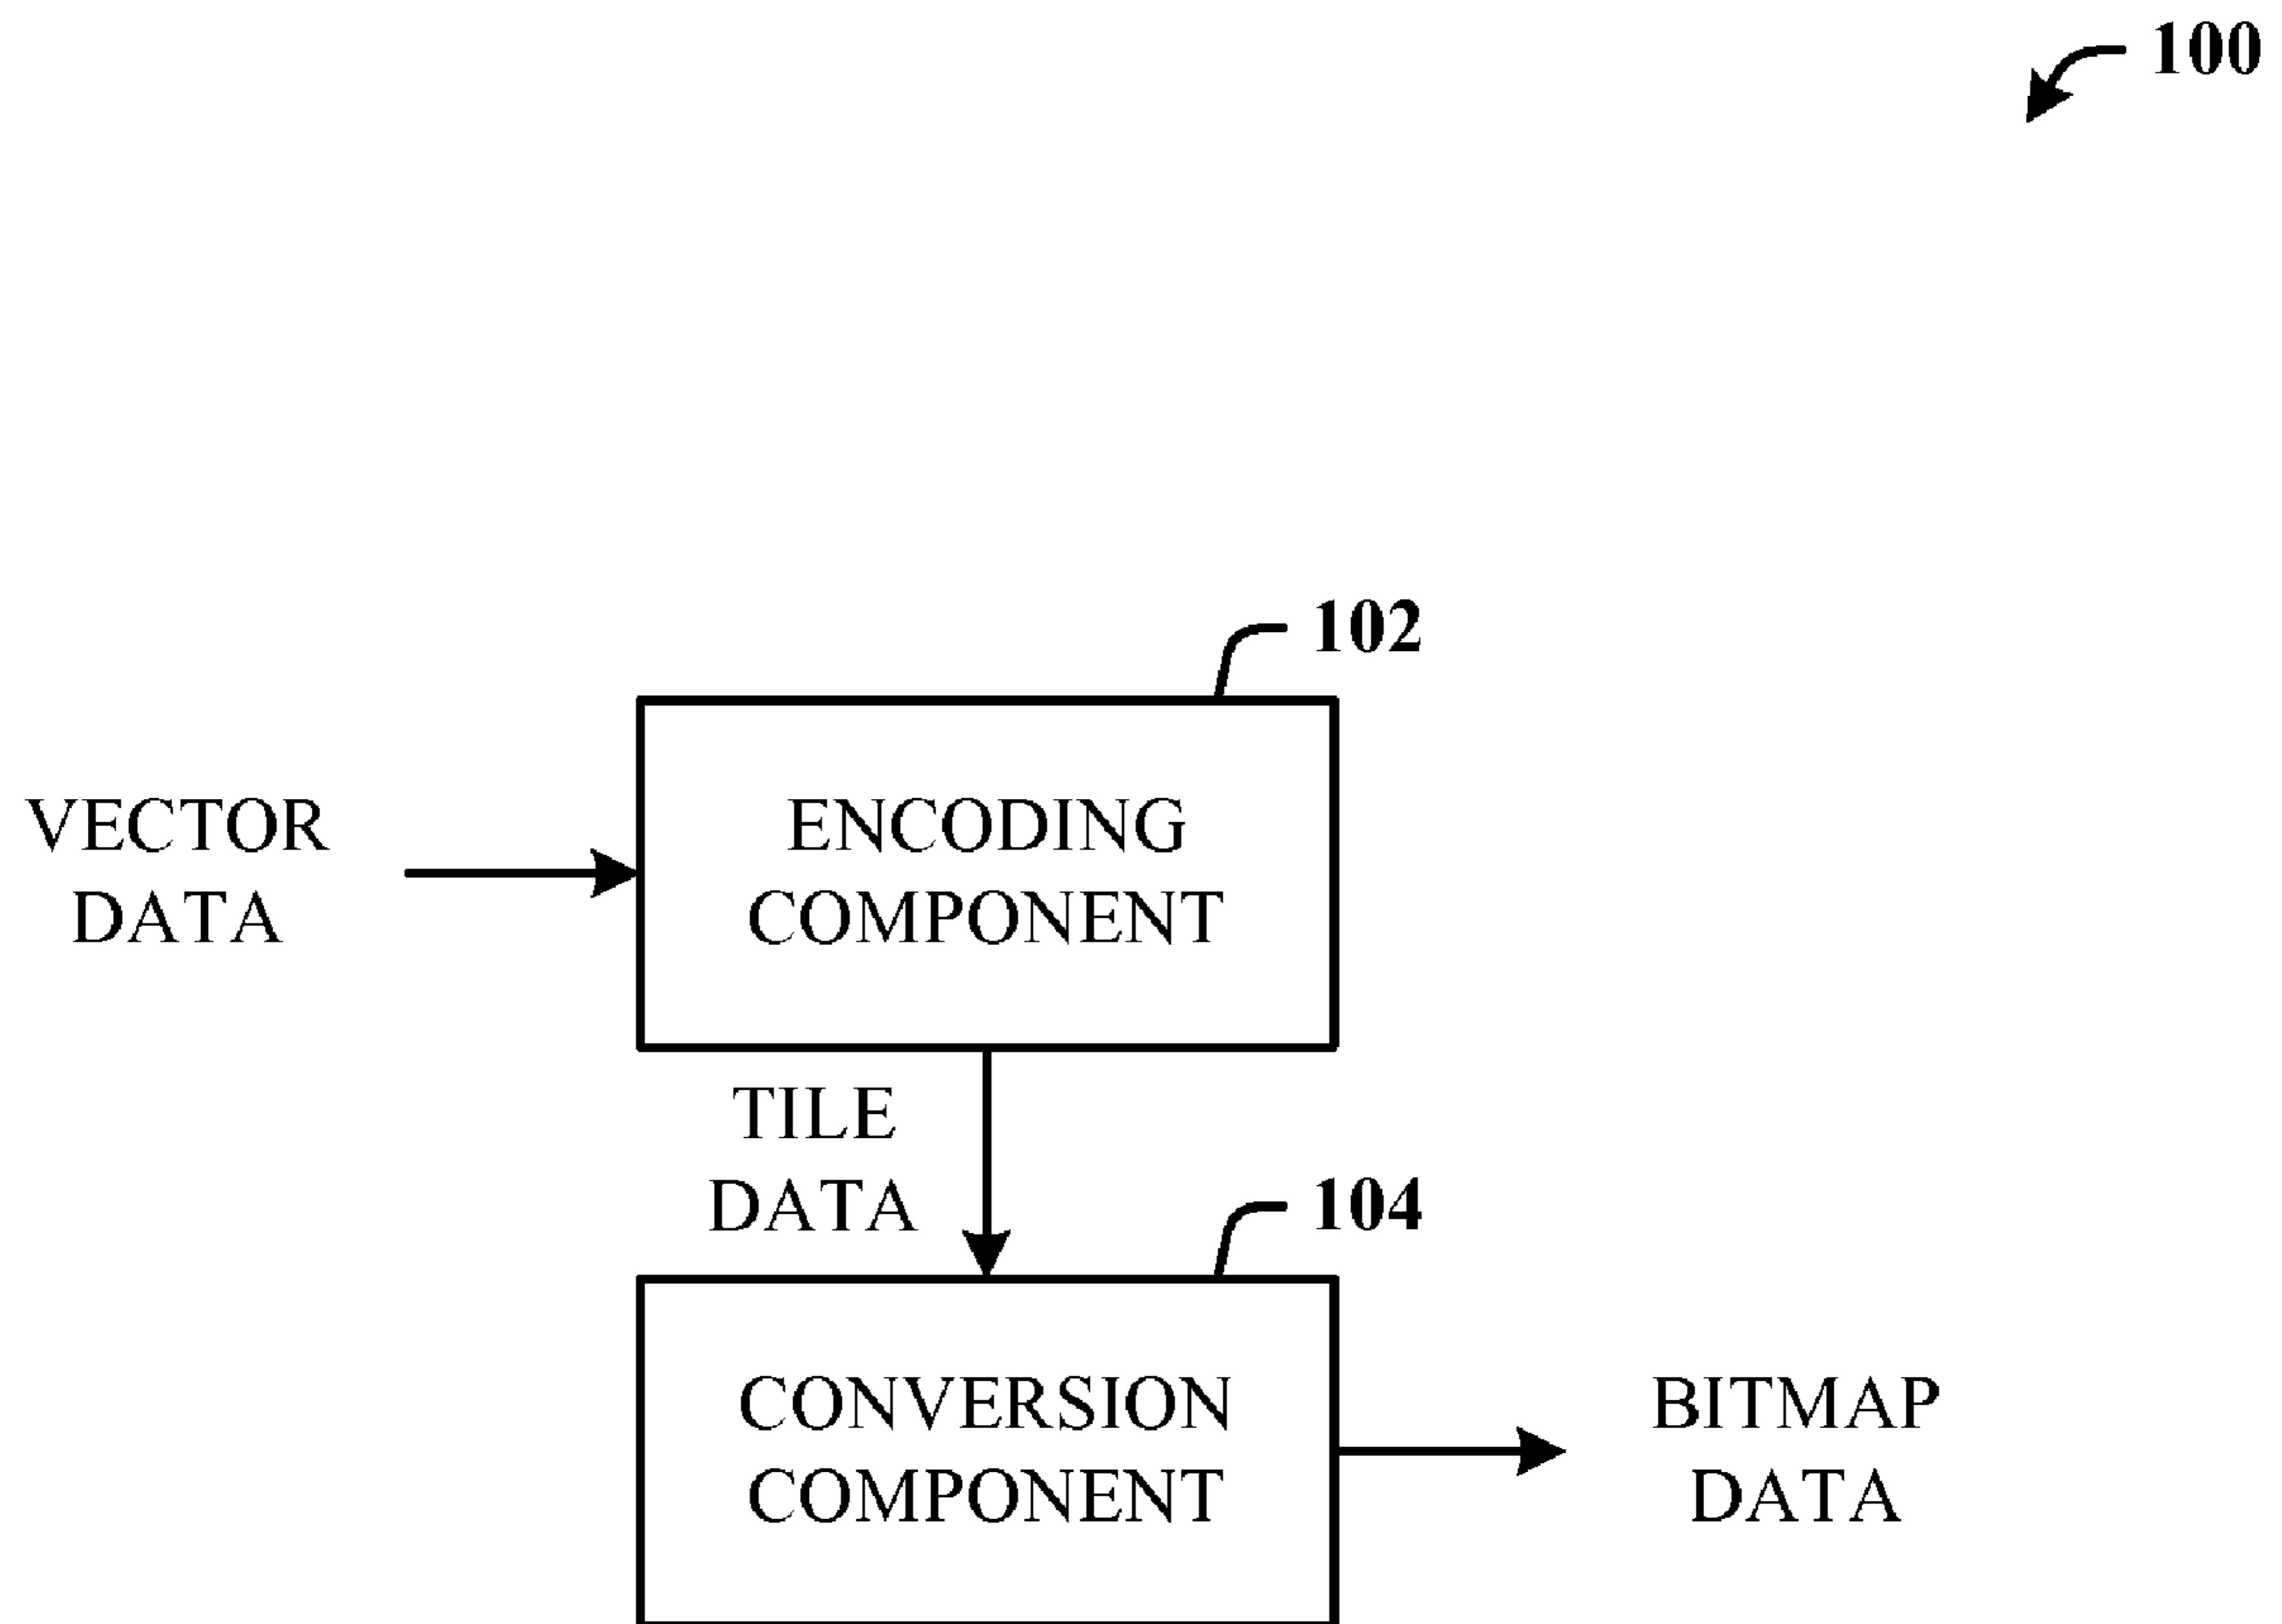 100
102
VECTOR
DATA
ENCODING
COMPONENT
TILE
DATA
104
CONVERSION
COMPONENT
BITMAP
DATA